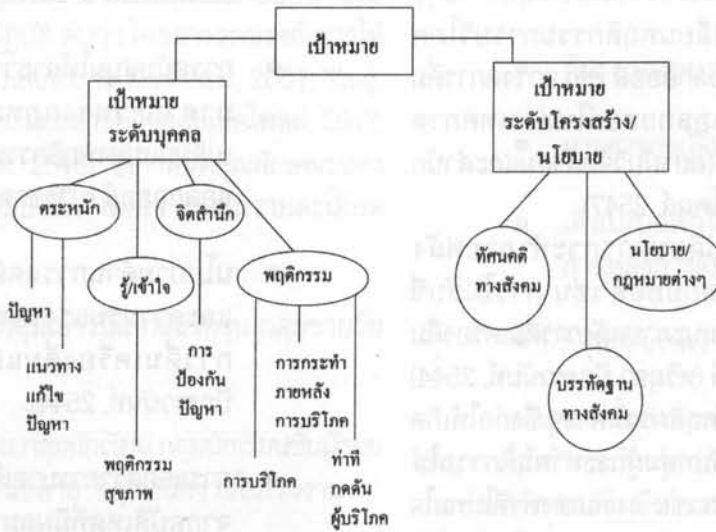 เป้าหมาย
เป้าหมาย
ระดับบุคคล
เป้าหมาย
ระดับโครงสร้าง/
นโยบาย
ตระหนัก
จิตสำนึก
รู้/เข้าใจ
พฤติกรรม
ทัศนคติ
ทางสังคม
นโยบาย/
กฎหมายต่างๆ
บรรทัดฐาน
ทางสังคม
ปัญหา
แนวทาง
แก้ไข
ปัญหา
พฤติกรรม
สุขภาพ
การ
ป้องกัน
ปัญหา
การบริโภค
การกระทำ
ภายหลัง
การบริโภค
ท่าที
กดดัน
ผู้บริโภค